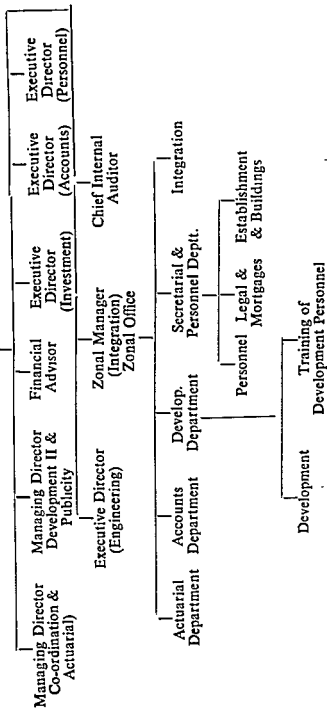 Managing Director
Co-ordination &
Actuarial
Managing Director
Development II &
Publicity
Financial
Advisor
Executive
Director
(Investment)
Executive
Director
(Accounts)
Executive
Director
(Personnel)
Executive Director
(Engineering)
Zonal Manager
(Integration)
Zonal Office
Chief Internal
Auditor
Actuarial
Department
Accounts
Department
Develop.
Department
Secretarial &
Personnel Deptt.
Integration
Personnel
Legal &
Mortgages
Establishment
& Buildings
Development
Training of
Development Personnel